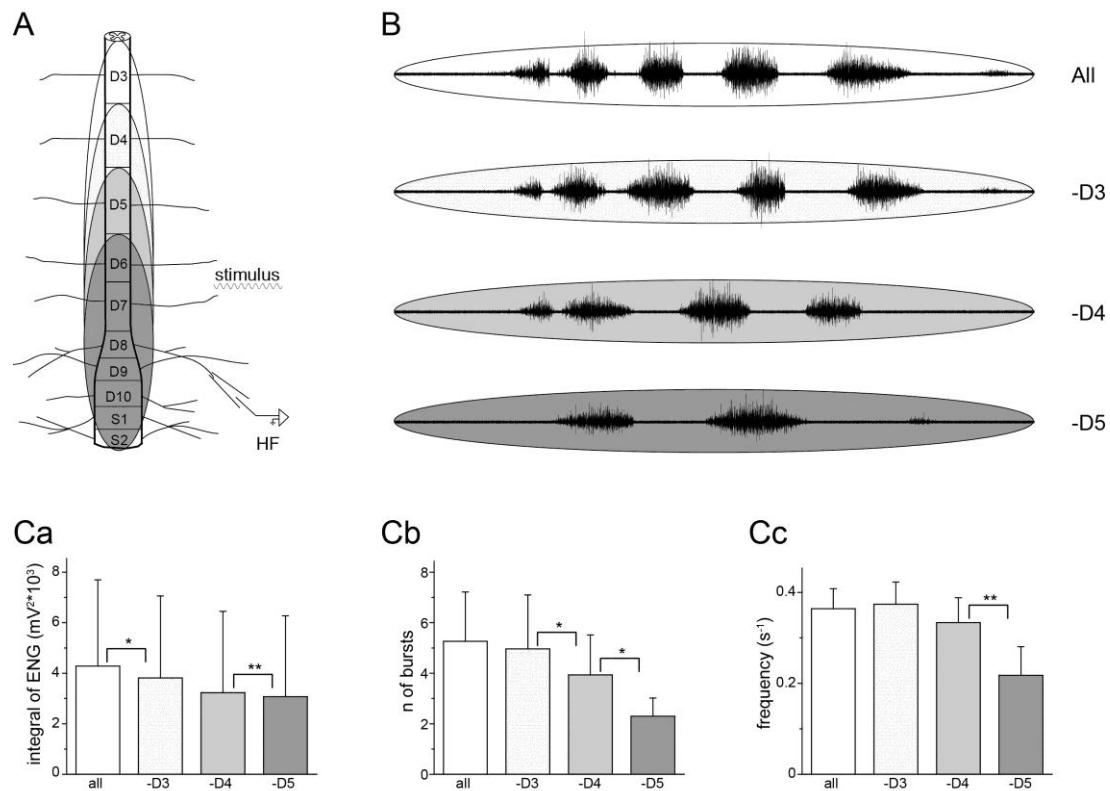 A
D3
D4
D5
D6
stimulus
D7
D8
D9
D10
S1
S2
HF
B
All
-D3
-D4
-D5
Ca
integral of ENG (mV²*10³)
8
6
4
2
0
*
**
all
-D3
-D4
-D5
Cb
n of bursts
8
6
4
2
0
*
*
all
-D3
-D4
-D5
Cc
frequency (s⁻¹)
0.4
0.2
0
**
all
-D3
-D4
-D5